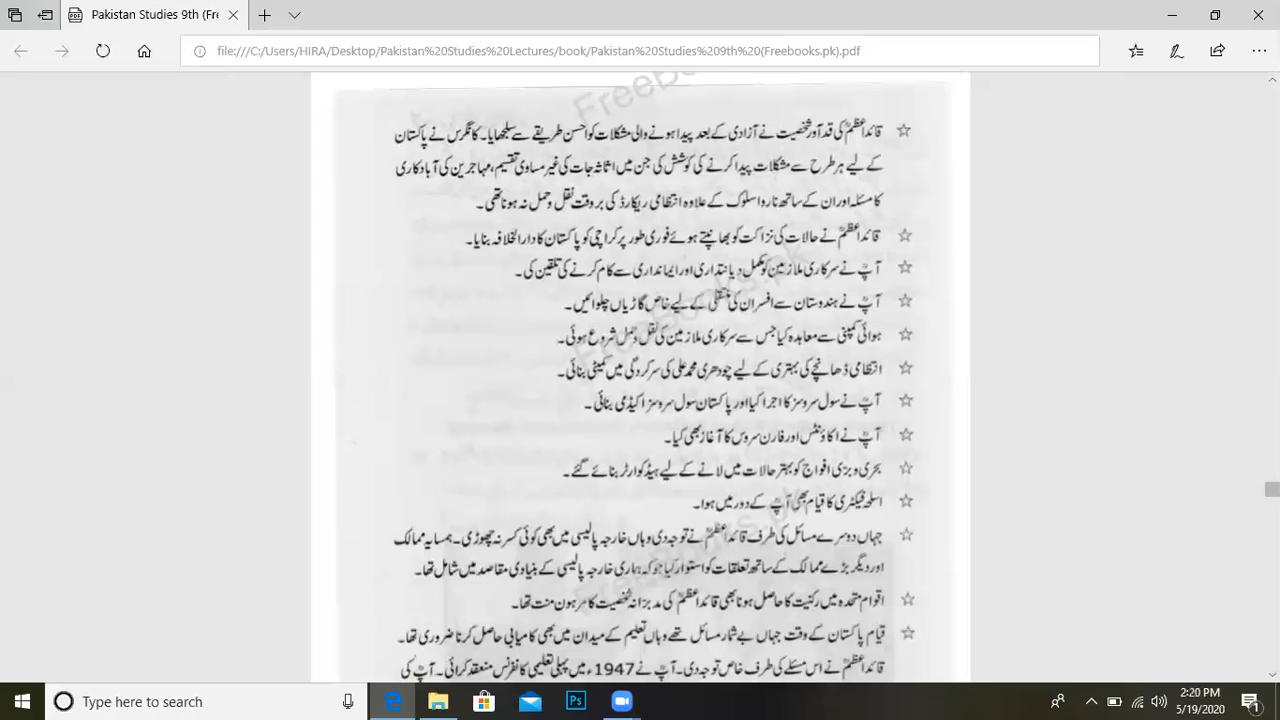 Pakistan Studies 9th (Fre
file:///C:/Users/HIRA/Desktop/Pakistan%20Studies%20Lectures/book/Pakistan%20Studies%209th%20(Freebooks.pk).pdf
☆ قائداعظمؒ کی قدآور شخصیت نے آزادی کے بعد پیدا ہونے والی مشکلات کو احسن طریقے سے سلجھایا۔ کانگرس نے پاکستان
کے لیے ہر طرح سے مشکلات پیدا کرنے کی کوشش کی جن میں اثاثہ جات کی غیر مساوی تقسیم، مہاجرین کی آبادکاری
کا مسئلہ اور ان کے ساتھ ناروا سلوک کے علاوہ انتظامی ریکارڈ کی بروقت نقل وحمل نہ ہونا تھی۔
☆ قائداعظمؒ نے حالات کی نزاکت کو بھانپتے ہوئے فوری طور پر کراچی کو پاکستان کا دارالخلافہ بنایا۔
☆ آپؒ نے سرکاری ملازمین کو مکمل دیانتداری اور ایمانداری سے کام کرنے کی تلقین کی۔
☆ آپؒ نے ہندوستان سے افسران کی منتقلی کے لیے خاص گاڑیاں چلوائیں۔
☆ ہوائی کمپنی سے معاہدہ کیا جس سے سرکاری ملازمین کی نقل وحمل شروع ہوئی۔
☆ انتظامی ڈھانچے کی بہتری کے لیے چودھری محمد علی کی سرکردگی میں کمیٹی بنائی۔
☆ آپؒ نے سول سروسز کا اجرا کیا اور پاکستان سول سروسز اکیڈمی بنائی۔
☆ آپؒ نے اکاؤنٹس اور فارن سروس کا آغاز بھی کیا۔
☆ بحری و برّی افواج کو بہتر حالات میں لانے کے لیے ہیڈکوارٹر بنائے گئے۔
☆ اسلحہ فیکٹری کا قیام بھی آپؒ کے دور میں ہوا۔
☆ جہاں دوسرے مسائل کی طرف قائداعظمؒ نے توجہ دی وہاں خارجہ پالیسی میں بھی کوئی کسر نہ چھوڑی۔ ہمسایہ ممالک
اور دیگر بڑے ممالک کے ساتھ تعلقات کو استوار کیا جو کہ ہماری خارجہ پالیسی کے بنیادی مقاصد میں شامل تھا۔
☆ اقوام متحدہ میں رکنیت کا حاصل ہونا بھی قائداعظمؒ کی مدبرّانہ شخصیت کا مرہون منت تھا۔
☆ قیام پاکستان کے وقت جہاں بے شمار مسائل تھے وہاں تعلیم کے میدان میں بھی کامیابی حاصل کرنا ضروری تھا۔
قائداعظمؒ نے اس مسئلے کی طرف خاص توجہ دی۔ آپؒ نے 1947ء میں پہلی تعلیمی کانفرنس منعقد کرائی۔ آپؒ کی
FreeBooks.pk
Type here to search
2:20 PM
5/19/2020